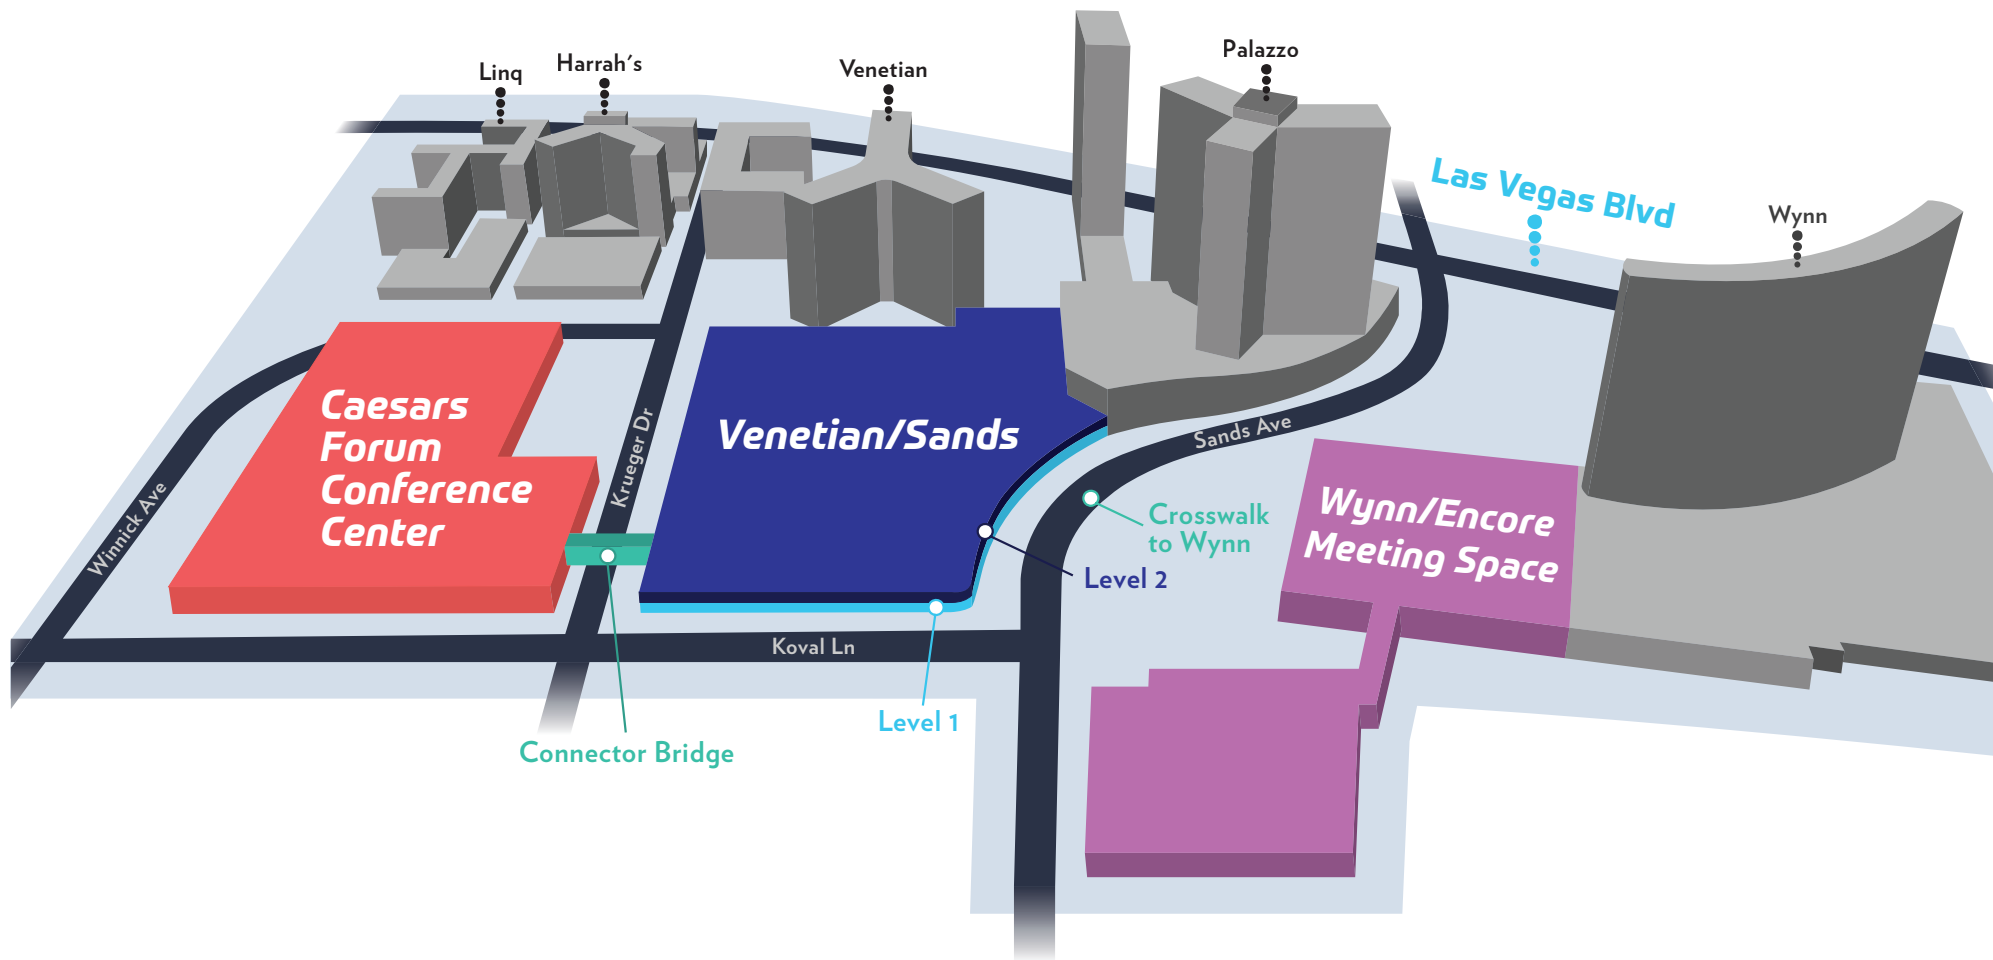 Linq
Harrah's
Venetian
Palazzo
Las Vegas Blvd
Wynn
Caesars
Forum
Conference
Center
Venetian/Sands
Krueger Dr
Winnick Ave
Sands Ave
Wynn/Encore
Meeting Space
Crosswalk
to Wynn
Level 2
Koval Ln
Level 1
Connector Bridge